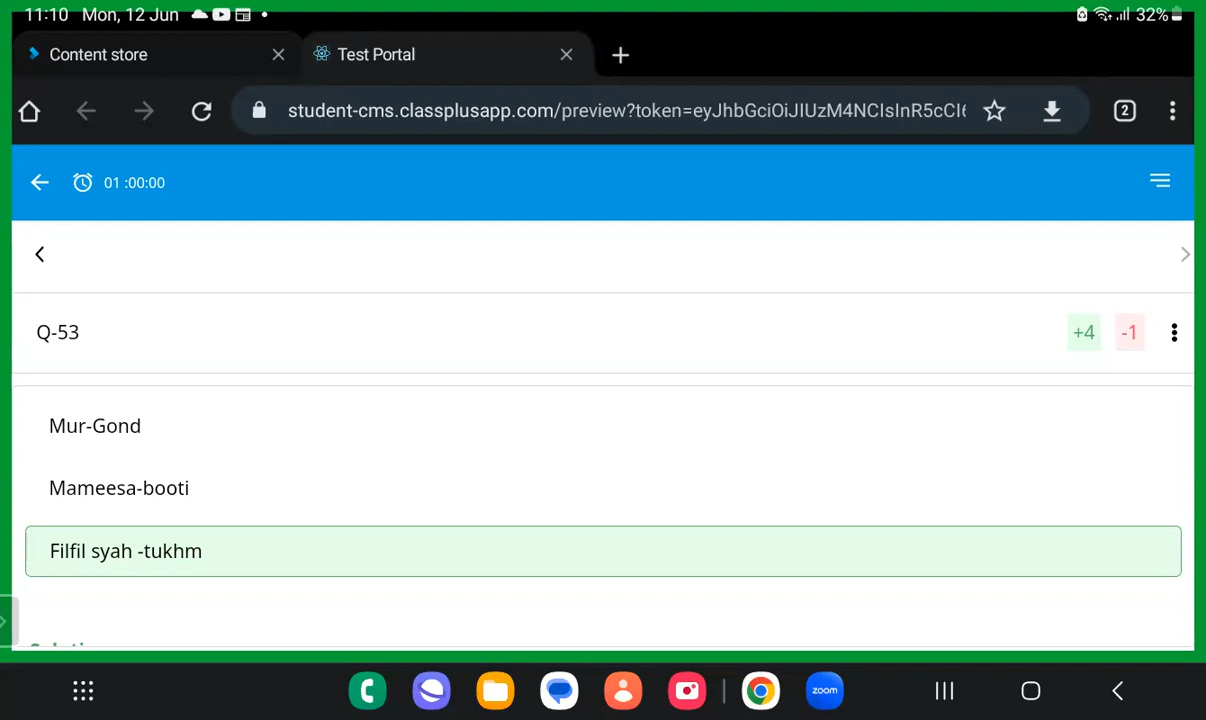 11:10 Mon, 12 Jun 32%
Content store
Test Portal
student-cms.classplusapp.com/preview?token=eyJhbGciOiJIUzM4NCIsInR5cCI6
2
01 :00:00
Q-53
+4 -1
Mur-Gond
Mameesa-booti
Filfil syah -tukhm
zoom